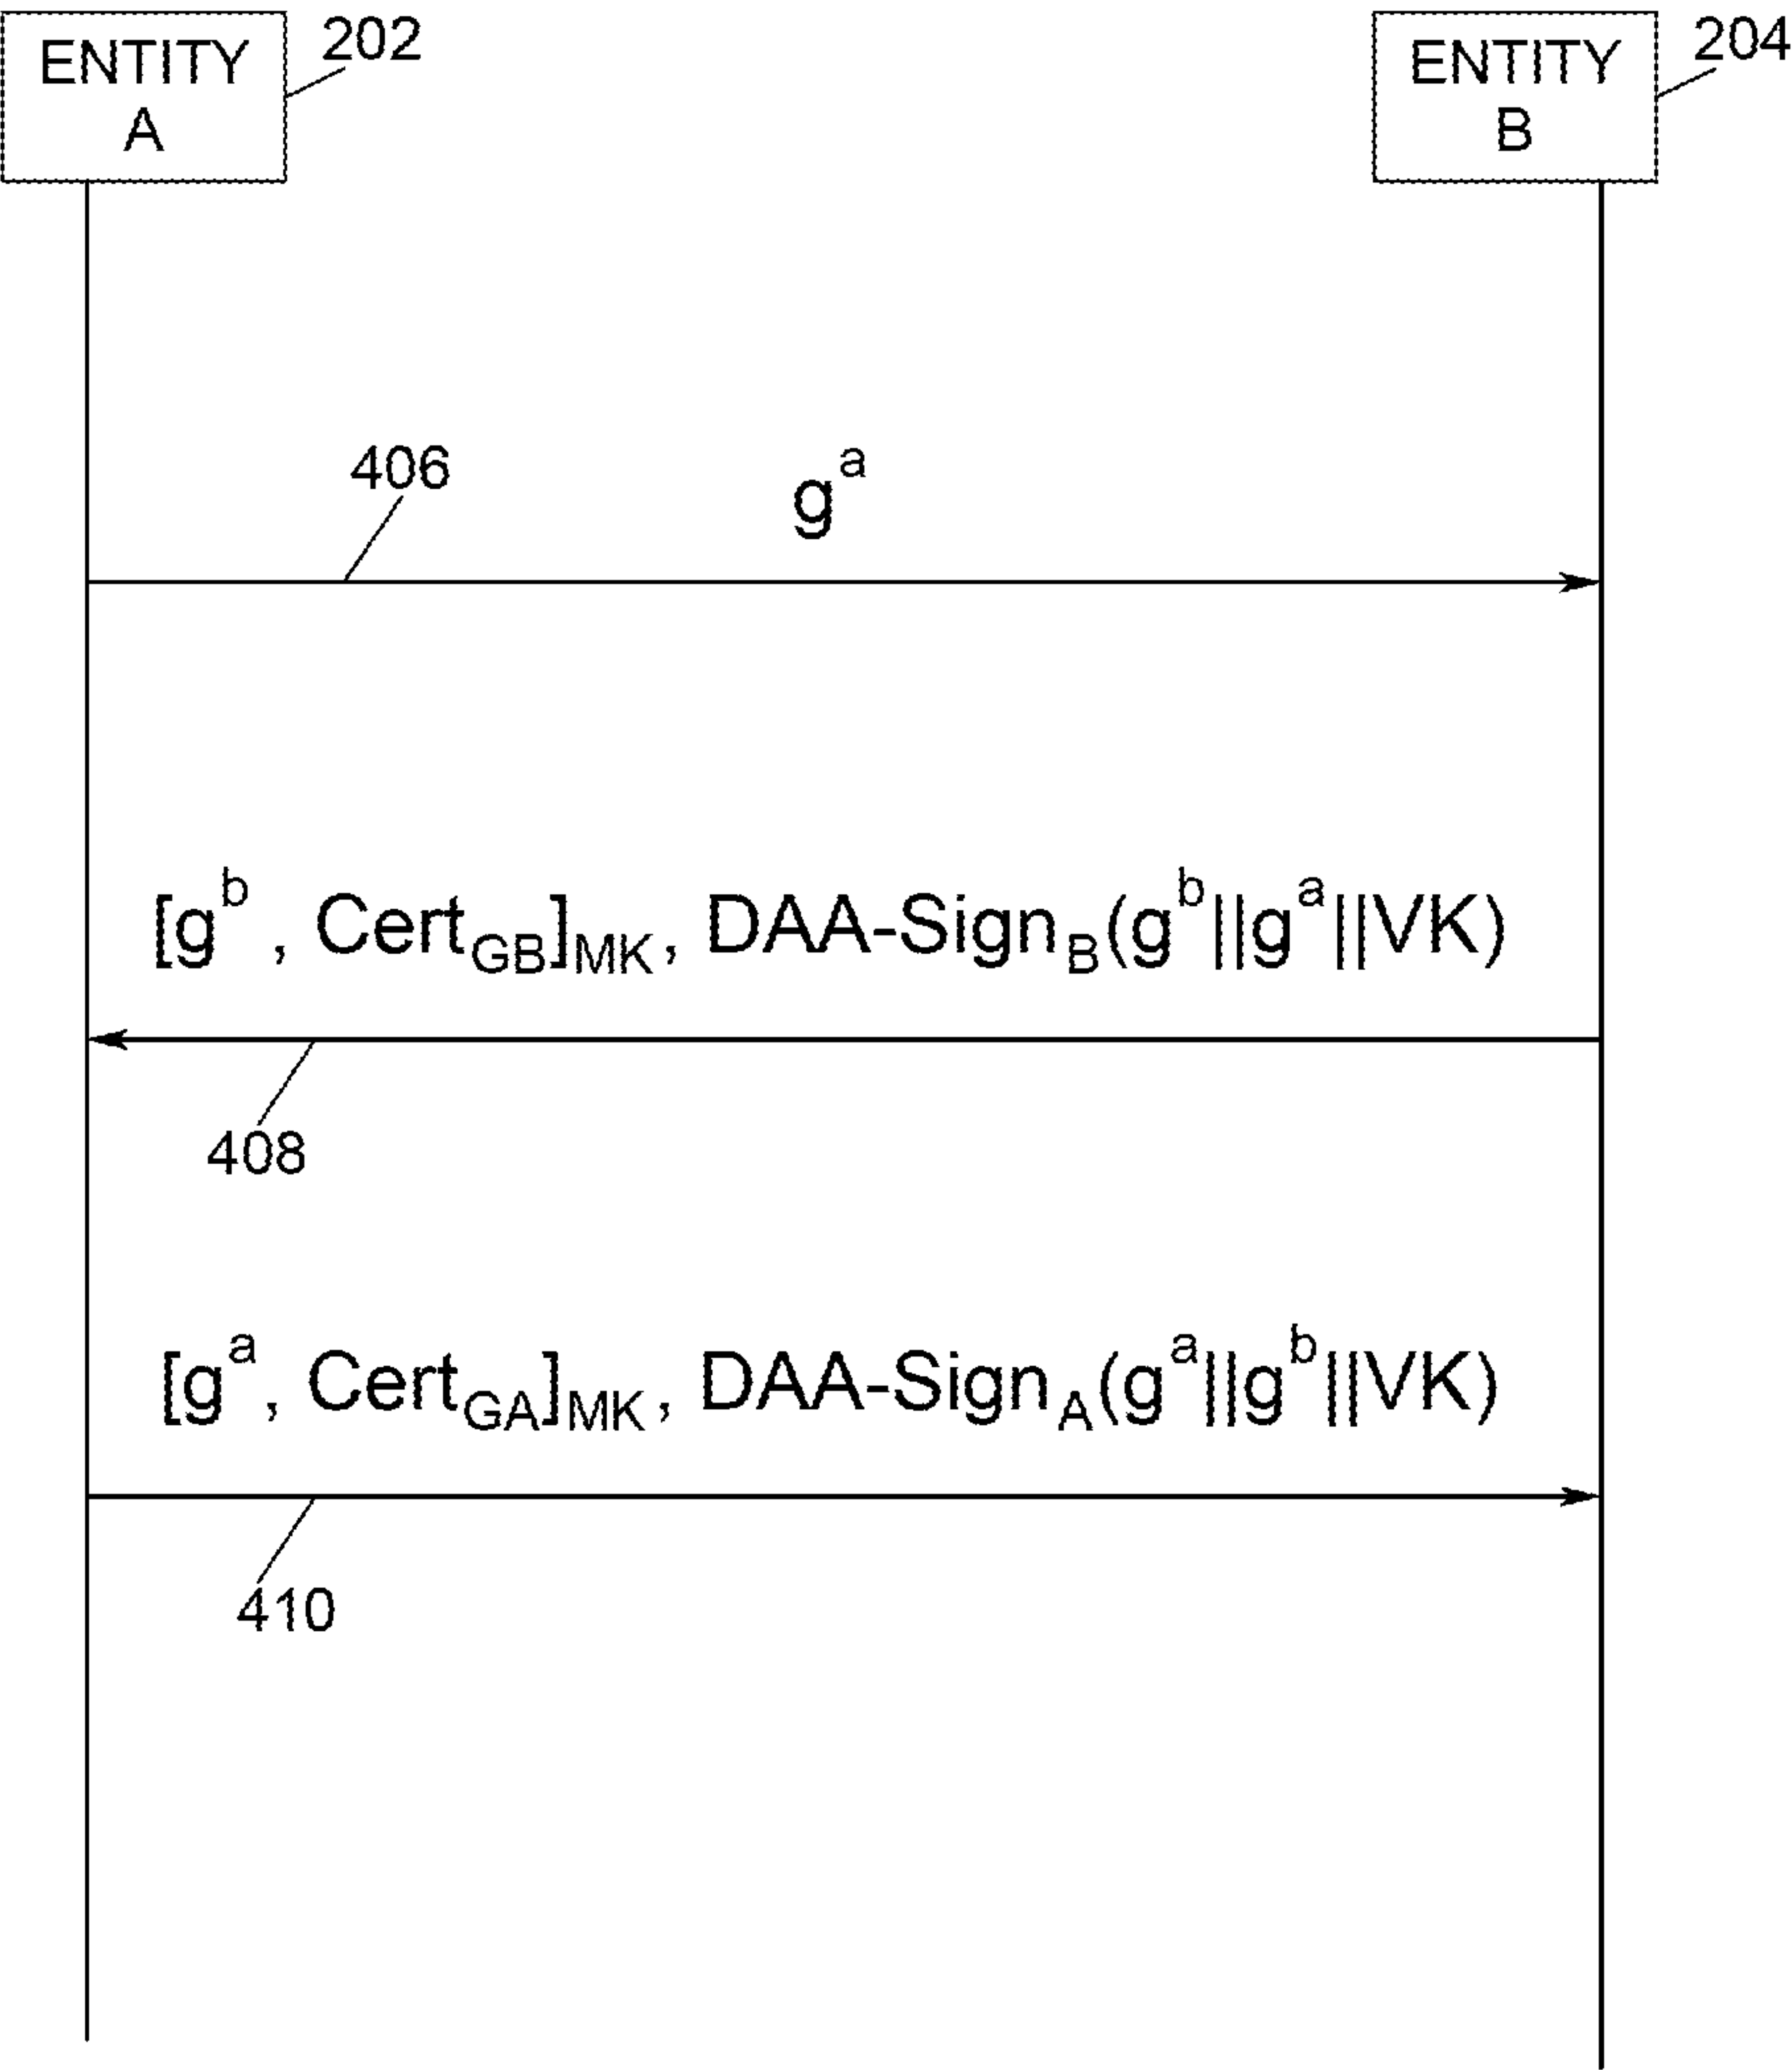 ENTITY
A
202
ENTITY
B
204
406
g^a
[g^b, Cert_GB]_MK, DAA-Sign_B(g^b||g^a||VK)
408
[g^a, Cert_GA]_MK, DAA-Sign_A(g^a||g^b||VK)
410